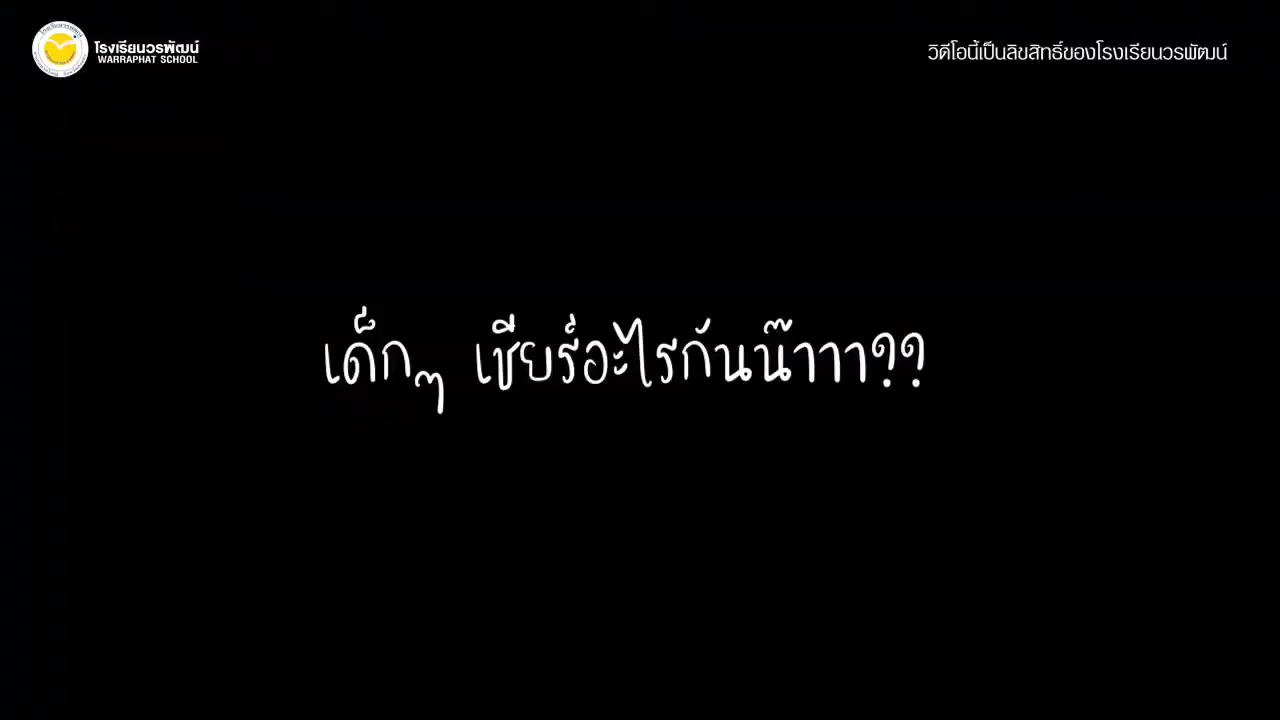 โรงเรียนวรพัฒน์
WARRAPHAT SCHOOL
วิดีโอนี้เป็นลิขสิทธิ์ของโรงเรียนวรพัฒน์
เด็กๆ เชียร์อะไรกันน๊าาา??